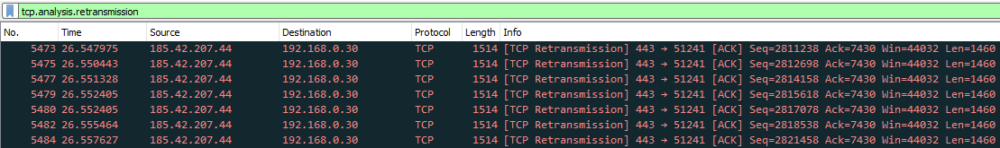 tcp.analysis.retransmission
No. Time Source Destination Protocol Length Info
5473 26.547975 185.42.207.44 192.168.0.30 TCP 1514 [TCP Retransmission] 443 → 51241 [ACK] Seq=2811238 Ack=7430 Win=44032 Len=1460
5475 26.550443 185.42.207.44 192.168.0.30 TCP 1514 [TCP Retransmission] 443 → 51241 [ACK] Seq=2812698 Ack=7430 Win=44032 Len=1460
5477 26.551328 185.42.207.44 192.168.0.30 TCP 1514 [TCP Retransmission] 443 → 51241 [ACK] Seq=2814158 Ack=7430 Win=44032 Len=1460
5479 26.552405 185.42.207.44 192.168.0.30 TCP 1514 [TCP Retransmission] 443 → 51241 [ACK] Seq=2815618 Ack=7430 Win=44032 Len=1460
5480 26.552405 185.42.207.44 192.168.0.30 TCP 1514 [TCP Retransmission] 443 → 51241 [ACK] Seq=2817078 Ack=7430 Win=44032 Len=1460
5482 26.555464 185.42.207.44 192.168.0.30 TCP 1514 [TCP Retransmission] 443 → 51241 [ACK] Seq=2818538 Ack=7430 Win=44032 Len=1460
5484 26.557627 185.42.207.44 192.168.0.30 TCP 1514 [TCP Retransmission] 443 → 51241 [ACK] Seq=2821458 Ack=7430 Win=44032 Len=1460